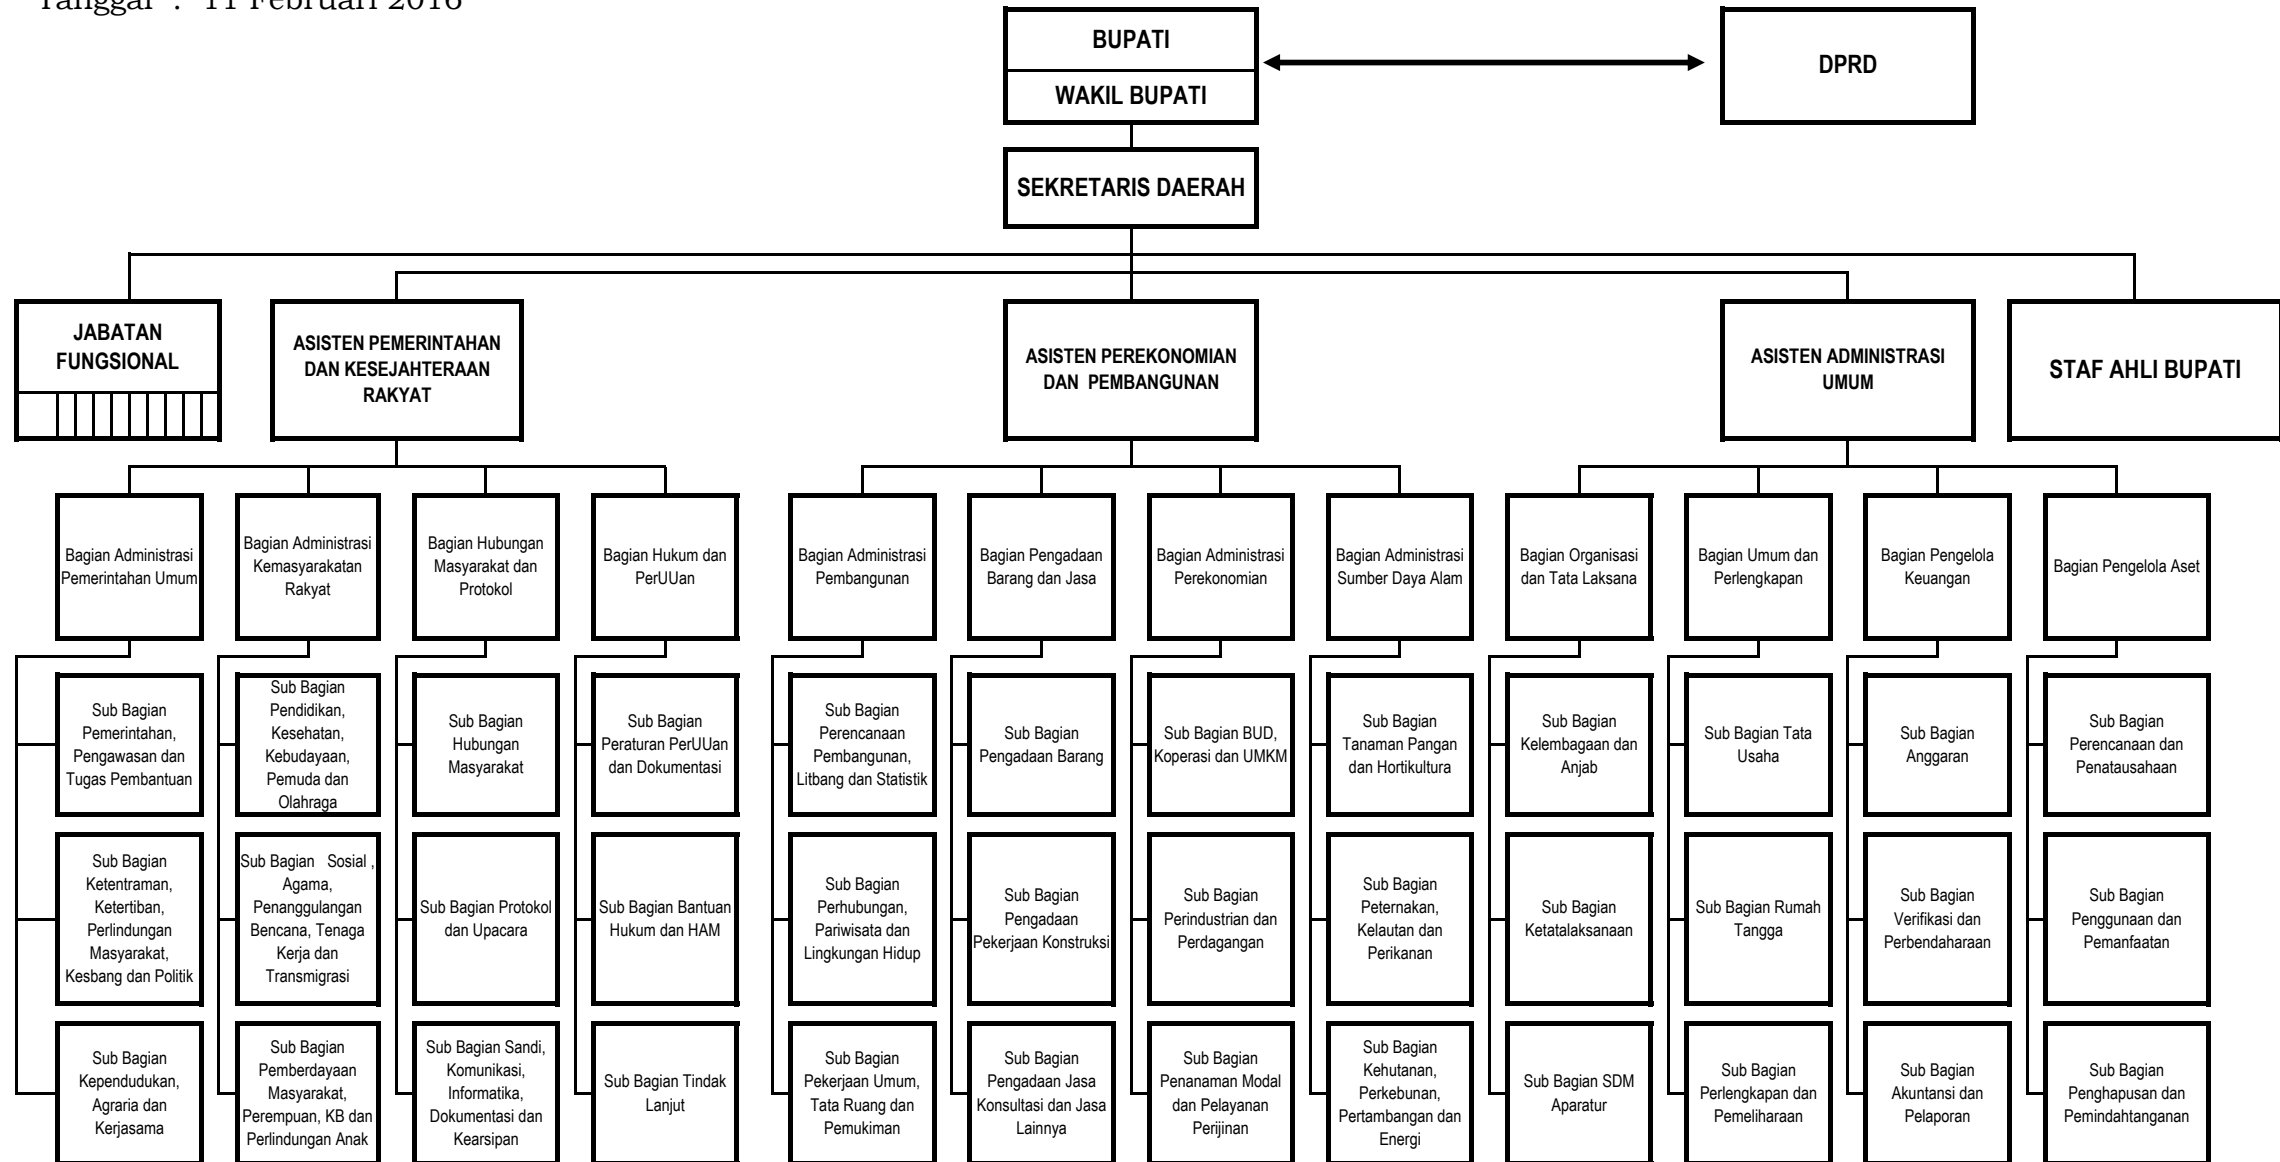 Tanggal : 11 Februari 2016
BUPATI
WAKIL BUPATI
DPRD
SEKRETARIS DAERAH
JABATAN
FUNGSIONAL
ASISTEN PEMERINTAHAN
DAN KESEJAHTERAAN
RAKYAT
ASISTEN PEREKONOMIAN
DAN PEMBANGUNAN
ASISTEN ADMINISTRASI
UMUM
STAF AHLI BUPATI
Bagian Administrasi
Pemerintahan Umum
Bagian Administrasi
Kemasyarakatan
Rakyat
Bagian Hubungan
Masyarakat dan
Protokol
Bagian Hukum dan
PerUUan
Bagian Administrasi
Pembangunan
Bagian Pengadaan
Barang dan Jasa
Bagian Administrasi
Perekonomian
Bagian Administrasi
Sumber Daya Alam
Bagian Organisasi
dan Tata Laksana
Bagian Umum dan
Perlengkapan
Bagian Pengelola
Keuangan
Bagian Pengelola Aset
Sub Bagian
Pemerintahan,
Pengawasan dan
Tugas Pembantuan
Sub Bagian
Pendidikan,
Kesehatan,
Kebudayaan,
Pemuda dan
Olahraga
Sub Bagian
Hubungan
Masyarakat
Sub Bagian
Peraturan PerUUan
dan Dokumentasi
Sub Bagian
Perencanaan
Pembangunan,
Litbang dan Statistik
Sub Bagian
Pengadaan Barang
Sub Bagian BUD,
Koperasi dan UMKM
Sub Bagian
Tanaman Pangan
dan Hortikultura
Sub Bagian
Kelembagaan dan
Anjab
Sub Bagian Tata
Usaha
Sub Bagian
Anggaran
Sub Bagian
Perencanaan dan
Penatausahaan
Sub Bagian
Ketentraman,
Ketertiban,
Perlindungan
Masyarakat,
Kesbang dan Politik
Sub Bagian Sosial ,
Agama,
Penanggulangan
Bencana, Tenaga
Kerja dan
Transmigrasi
Sub Bagian Protokol
dan Upacara
Sub Bagian Bantuan
Hukum dan HAM
Sub Bagian
Perhubungan,
Pariwisata dan
Lingkungan Hidup
Sub Bagian
Pengadaan
Pekerjaan Konstruksi
Sub Bagian
Perindustrian dan
Perdagangan
Sub Bagian
Peternakan,
Kelautan dan
Perikanan
Sub Bagian
Ketatalaksanaan
Sub Bagian Rumah
Tangga
Sub Bagian
Verifikasi dan
Perbendaharaan
Sub Bagian
Penggunaan dan
Pemanfaatan
Sub Bagian
Kependudukan,
Agraria dan
Kerjasama
Sub Bagian
Pemberdayaan
Masyarakat,
Perempuan, KB dan
Perlindungan Anak
Sub Bagian Sandi,
Komunikasi,
Informatika,
Dokumentasi dan
Kearsipan
Sub Bagian Tindak
Lanjut
Sub Bagian
Pekerjaan Umum,
Tata Ruang dan
Pemukiman
Sub Bagian
Pengadaan Jasa
Konsultasi dan Jasa
Lainnya
Sub Bagian
Penanaman Modal
dan Pelayanan
Perijinan
Sub Bagian
Kehutanan,
Perkebunan,
Pertambangan dan
Energi
Sub Bagian SDM
Aparatur
Sub Bagian
Perlengkapan dan
Pemeliharaan
Sub Bagian
Akuntansi dan
Pelaporan
Sub Bagian
Penghapusan dan
Pemindahtanganan